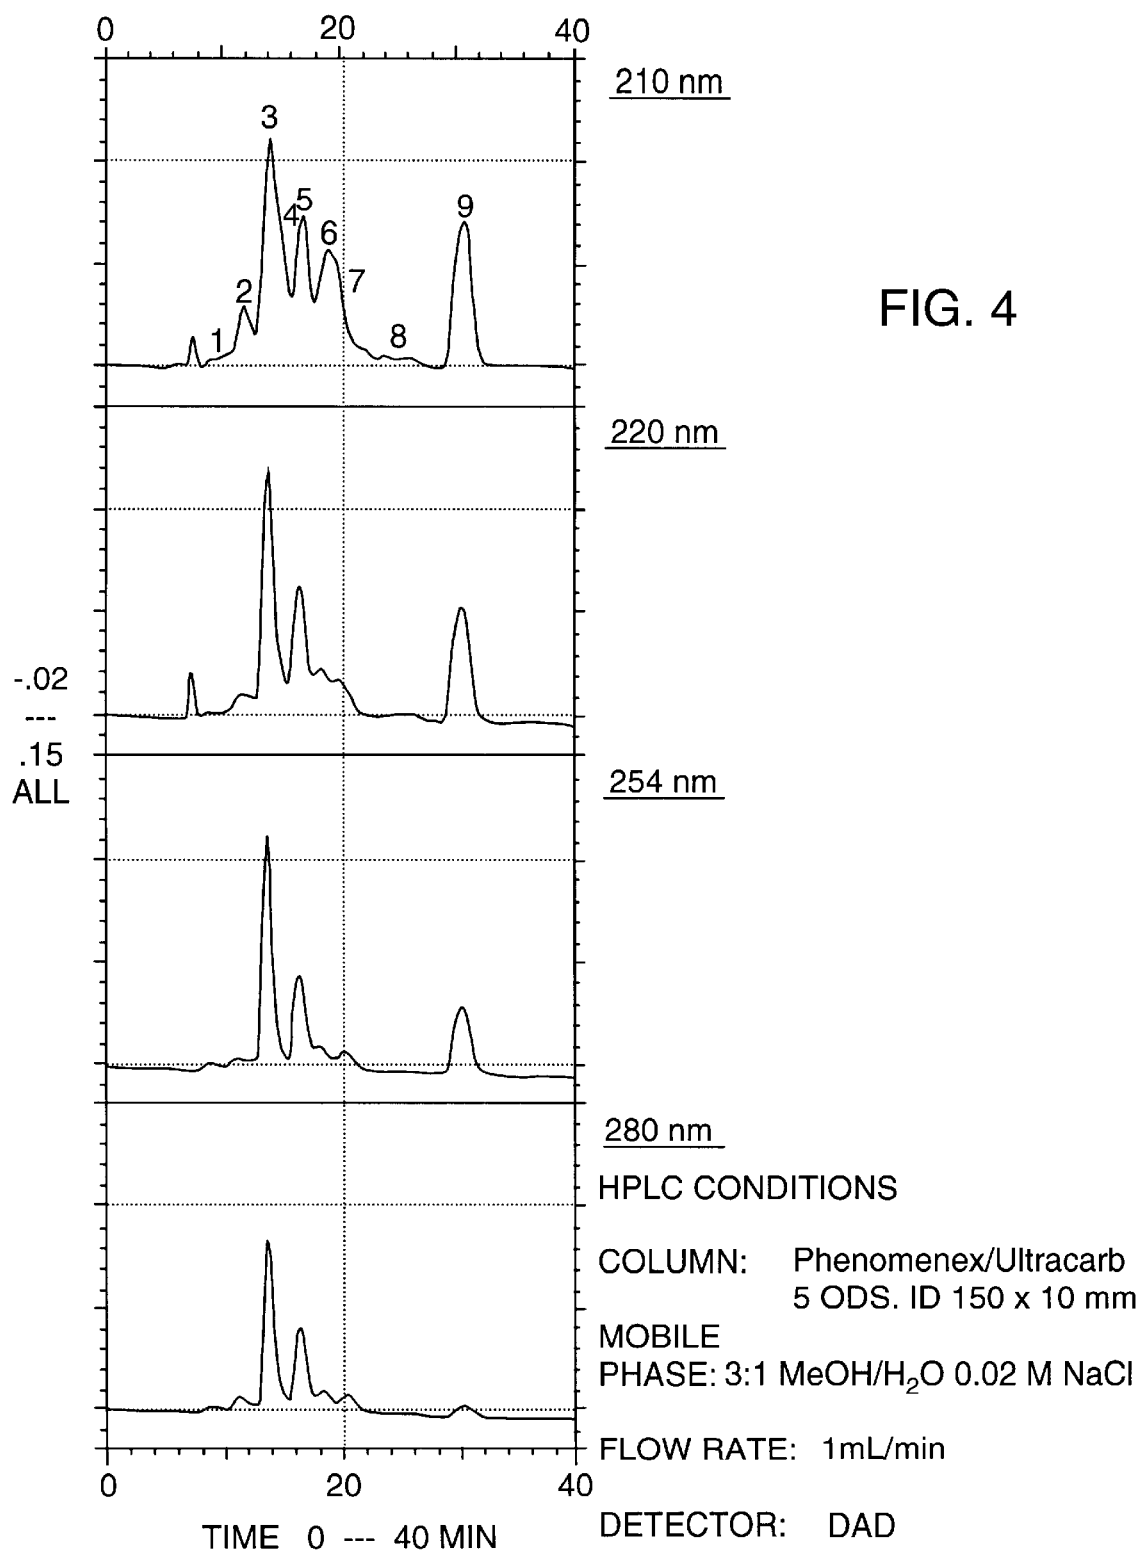 0 20 40
210 nm
3
5
4
9
6
7
2
1
8
FIG. 4
220 nm
-.02
---
.15
ALL
254 nm
280 nm
HPLC CONDITIONS
COLUMN: Phenomenex/Ultracarb
5 ODS. ID 150 x 10 mm
MOBILE
PHASE: 3:1 MeOH/H₂O 0.02 M NaCl
FLOW RATE: 1mL/min
0 20 40
TIME 0 --- 40 MIN
DETECTOR: DAD